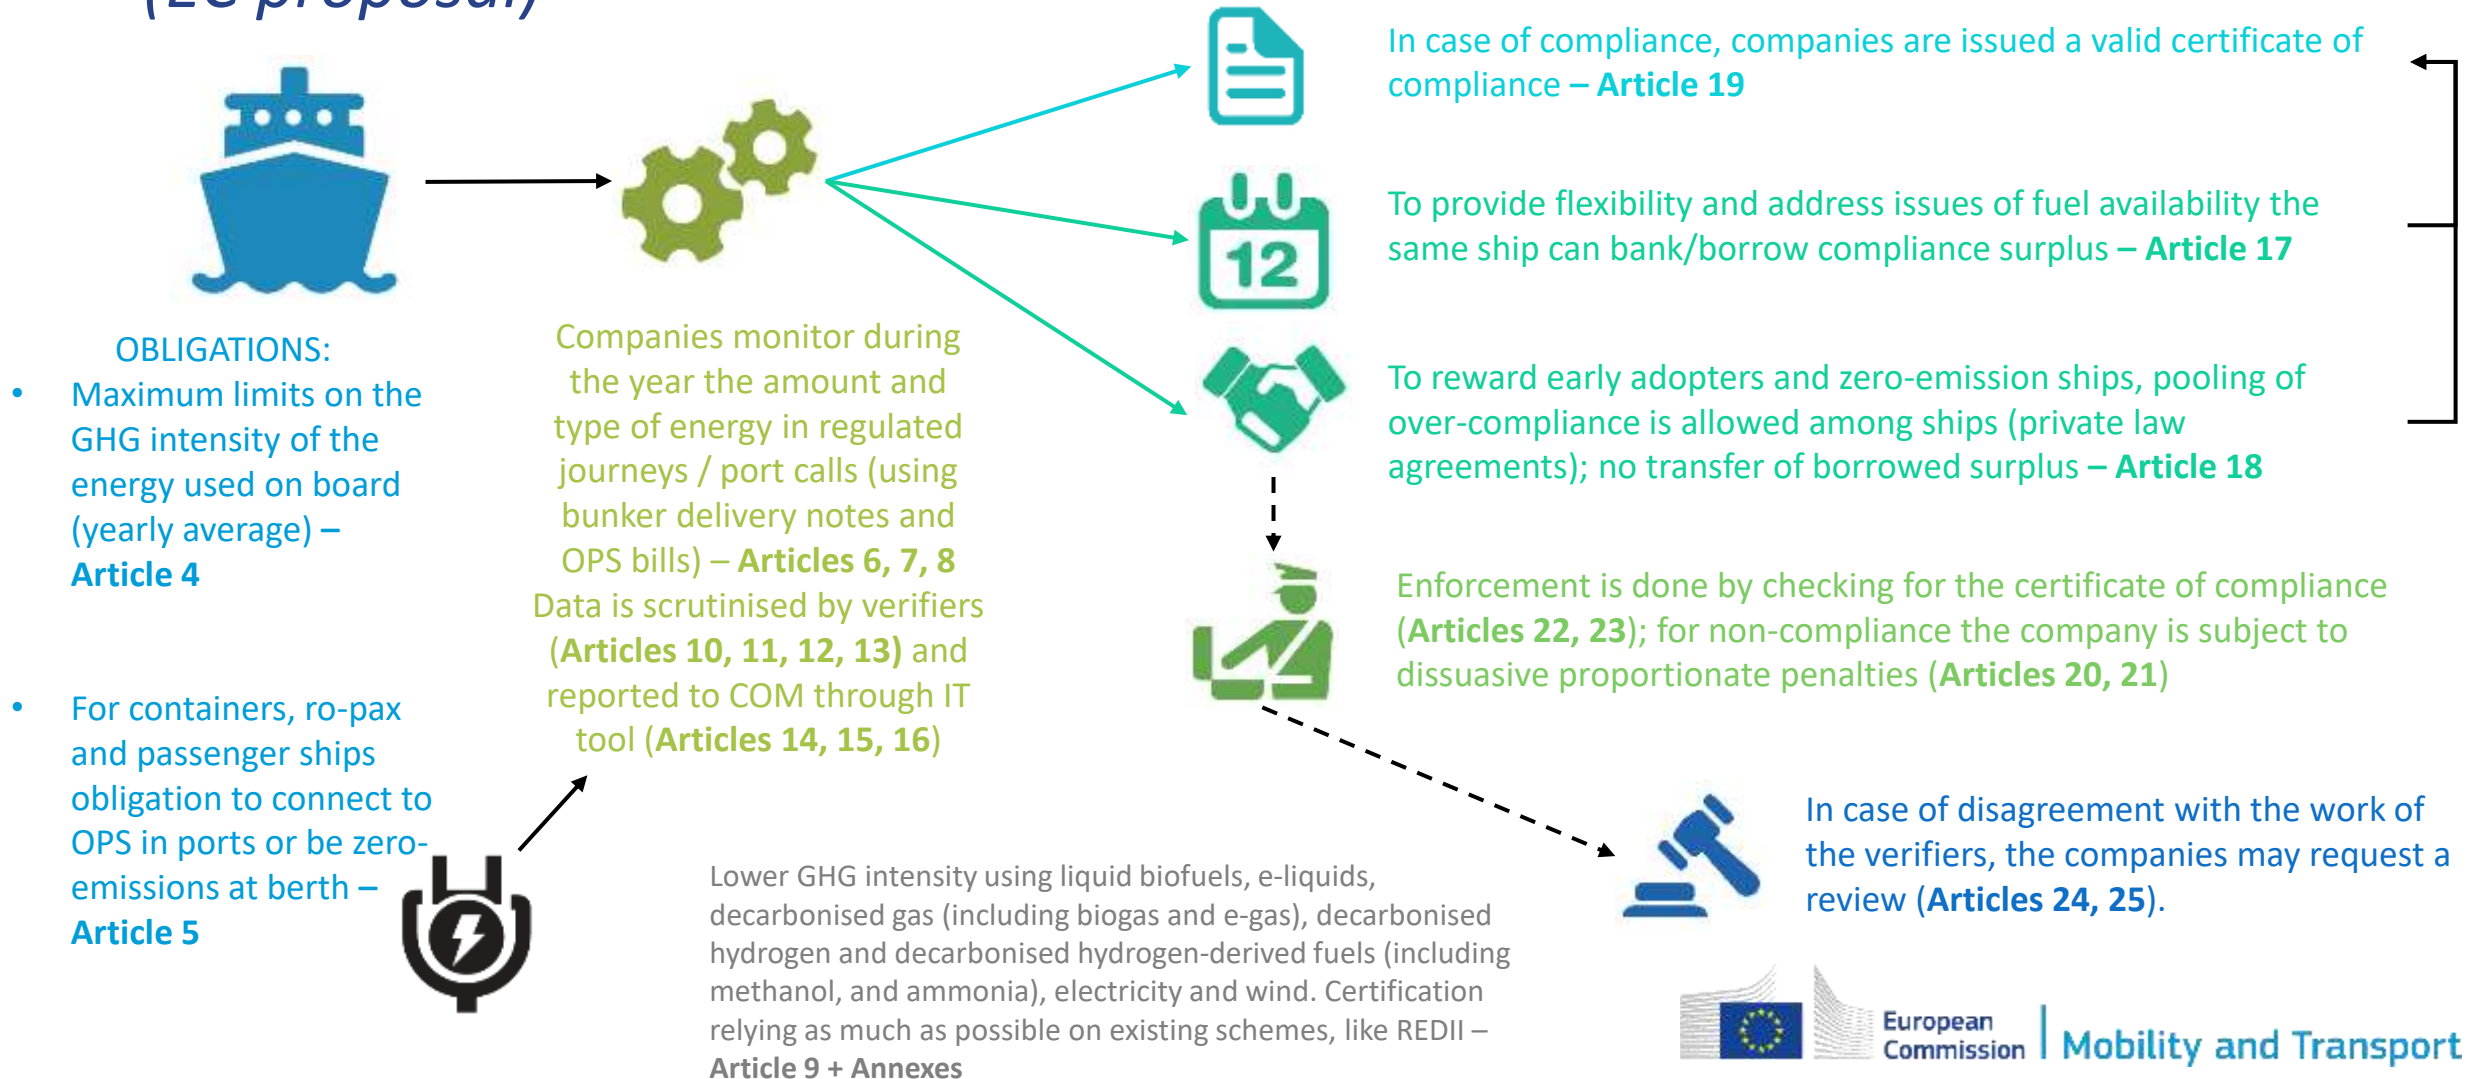 (EC proposal)
OBLIGATIONS:
• Maximum limits on the
GHG intensity of the
energy used on board
(yearly average) –
Article 4
• For containers, ro-pax
and passenger ships
obligation to connect to
OPS in ports or be zero-
emissions at berth –
Article 5
Companies monitor during
the year the amount and
type of energy in regulated
journeys / port calls (using
bunker delivery notes and
OPS bills) – Articles 6, 7, 8
Data is scrutinised by verifiers
(Articles 10, 11, 12, 13) and
reported to COM through IT
tool (Articles 14, 15, 16)
Lower GHG intensity using liquid biofuels, e-liquids,
decarbonised gas (including biogas and e-gas), decarbonised
hydrogen and decarbonised hydrogen-derived fuels (including
methanol, and ammonia), electricity and wind. Certification
relying as much as possible on existing schemes, like REDII –
Article 9 + Annexes
In case of compliance, companies are issued a valid certificate of
compliance – Article 19
12
To provide flexibility and address issues of fuel availability the
same ship can bank/borrow compliance surplus – Article 17
To reward early adopters and zero-emission ships, pooling of
over-compliance is allowed among ships (private law
agreements); no transfer of borrowed surplus – Article 18
Enforcement is done by checking for the certificate of compliance
(Articles 22, 23); for non-compliance the company is subject to
dissuasive proportionate penalties (Articles 20, 21)
In case of disagreement with the work of
the verifiers, the companies may request a
review (Articles 24, 25).
European
Commission
Mobility and Transport